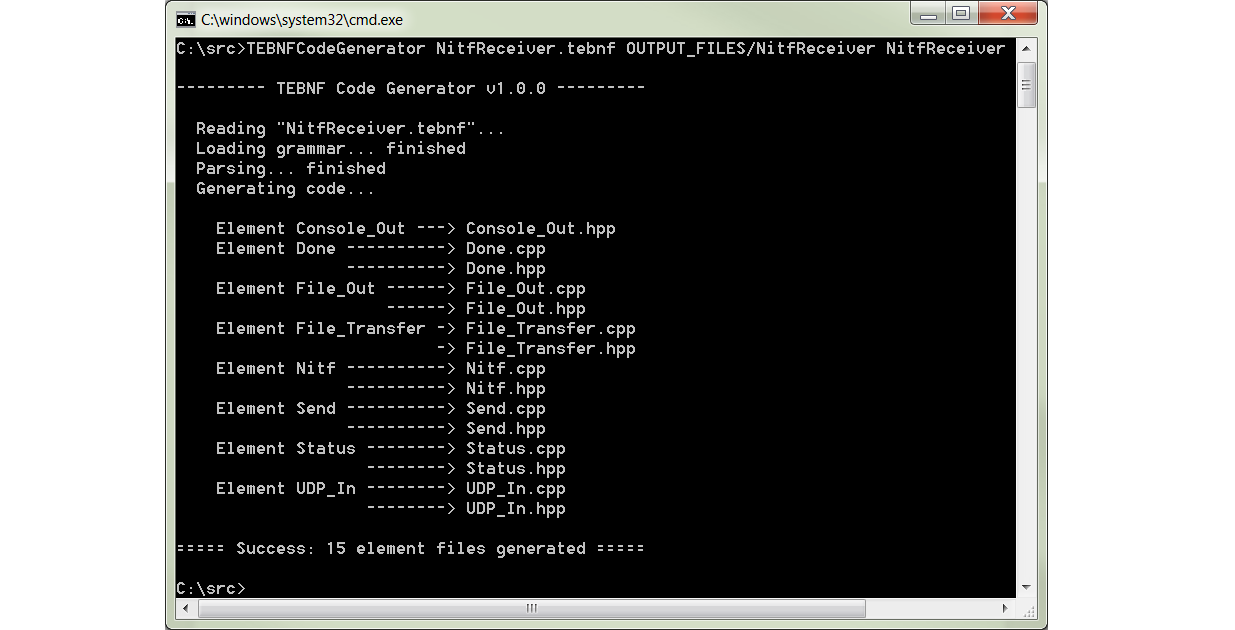 C:\windows\system32\cmd.exe
C:\src>TEBNFCodeGenerator NitfReceiver.tebnf OUTPUT_FILES/NitfReceiver NitfReceiver
--------- TEBNF Code Generator v1.0.0 ---------
Reading "NitfReceiver.tebnf"...
Loading grammar... finished
Parsing... finished
Generating code...
Element Console_Out ---> Console_Out.hpp
Element Done ----------> Done.cpp
----------> Done.hpp
Element File_Out ------> File_Out.cpp
------> File_Out.hpp
Element File_Transfer -> File_Transfer.cpp
-> File_Transfer.hpp
Element Nitf ----------> Nitf.cpp
----------> Nitf.hpp
Element Send ----------> Send.cpp
----------> Send.hpp
Element Status --------> Status.cpp
--------> Status.hpp
Element UDP_In --------> UDP_In.cpp
--------> UDP_In.hpp
===== Success: 15 element files generated =====
C:\src>